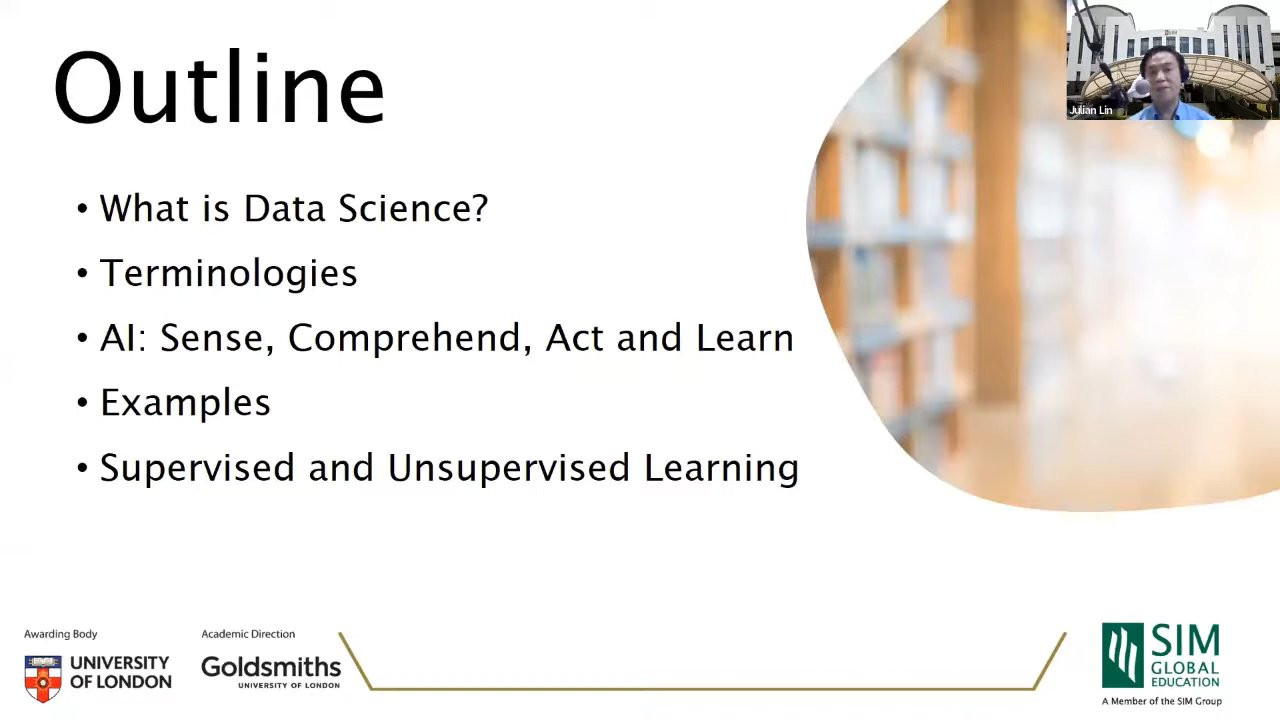 Outline
Julian Lin
• What is Data Science?
• Terminologies
• AI: Sense, Comprehend, Act and Learn
• Examples
• Supervised and Unsupervised Learning
Awarding Body
UNIVERSITY
OF LONDON
Academic Direction
Goldsmiths
UNIVERSITY OF LONDON
SIM
GLOBAL
EDUCATION
A Member of the SIM Group